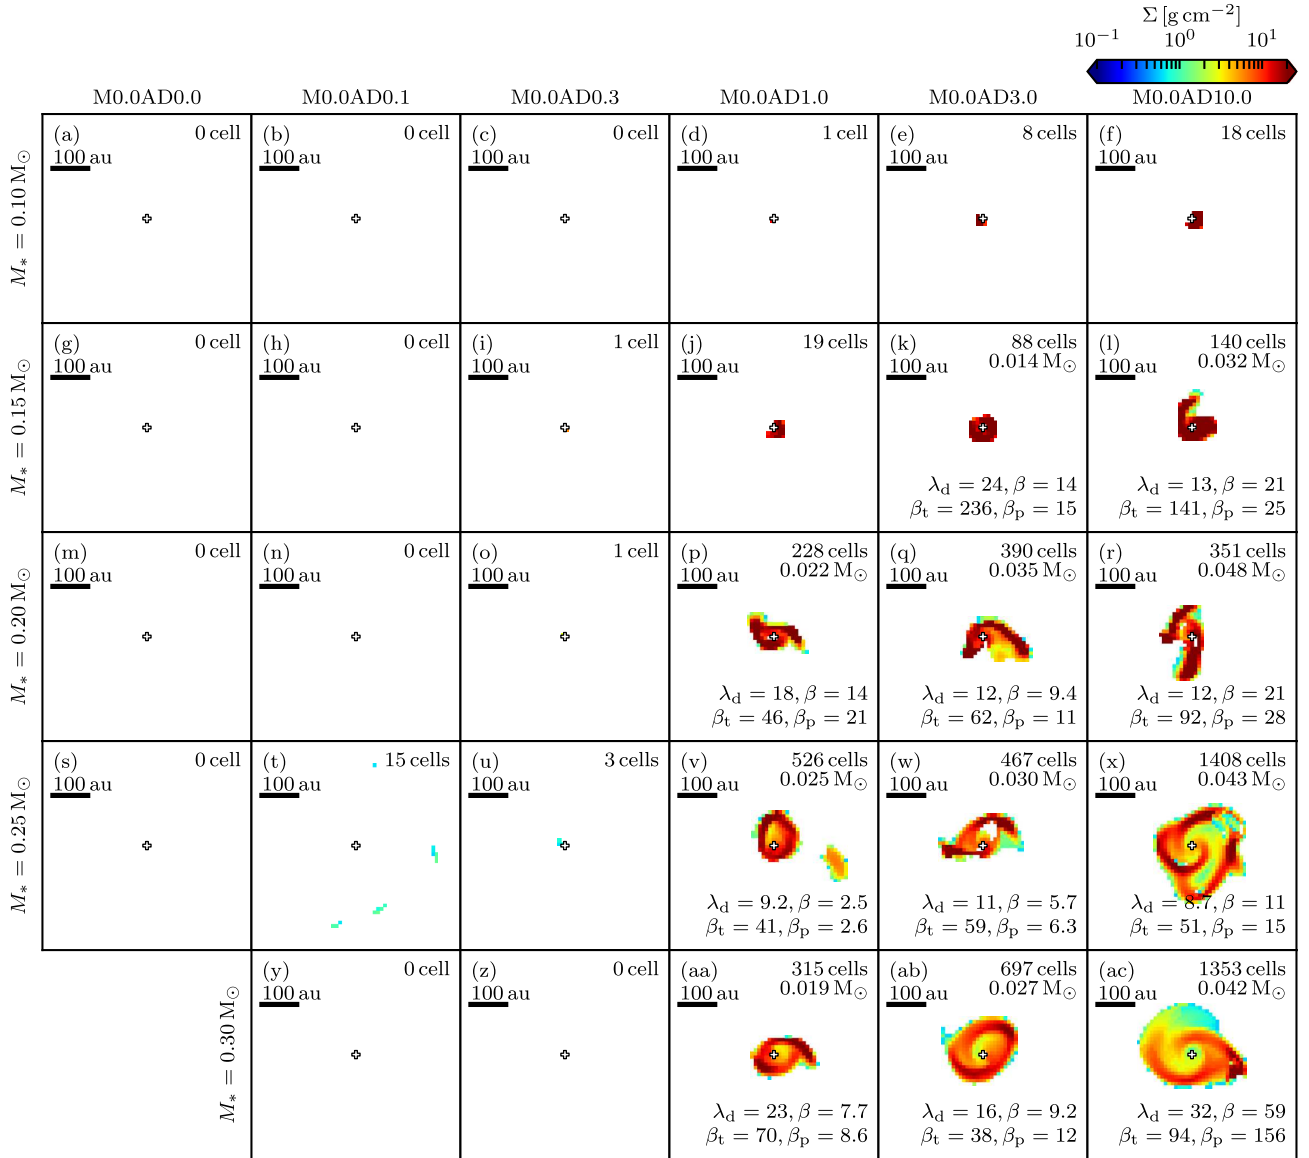 Σ [g cm⁻²]
10⁻¹ 10⁰ 10¹
M0.0AD0.0 M0.0AD0.1 M0.0AD0.3 M0.0AD1.0 M0.0AD3.0 M0.0AD10.0
M* = 0.10 M⊙
(a) 0 cell
100 au
(b) 0 cell
100 au
(c) 0 cell
100 au
(d) 1 cell
100 au
(e) 8 cells
100 au
(f) 18 cells
100 au
M* = 0.15 M⊙
(g) 0 cell
100 au
(h) 0 cell
100 au
(i) 1 cell
100 au
(j) 19 cells
100 au
(k) 88 cells
100 au 0.014 M⊙
λd = 24, β = 14
βt = 236, βp = 15
(l) 140 cells
100 au 0.032 M⊙
λd = 13, β = 21
βt = 141, βp = 25
M* = 0.20 M⊙
(m) 0 cell
100 au
(n) 0 cell
100 au
(o) 1 cell
100 au
(p) 228 cells
100 au 0.022 M⊙
λd = 18, β = 14
βt = 46, βp = 21
(q) 390 cells
100 au 0.035 M⊙
λd = 12, β = 9.4
βt = 62, βp = 11
(r) 351 cells
100 au 0.048 M⊙
λd = 12, β = 21
βt = 92, βp = 28
M* = 0.25 M⊙
(s) 0 cell
100 au
(t) 15 cells
100 au
(u) 3 cells
100 au
(v) 526 cells
100 au 0.025 M⊙
λd = 9.2, β = 2.5
βt = 41, βp = 2.6
(w) 467 cells
100 au 0.030 M⊙
λd = 11, β = 5.7
βt = 59, βp = 6.3
(x) 1408 cells
100 au 0.043 M⊙
λd = 8.7, β = 11
βt = 51, βp = 15
M* = 0.30 M⊙
(y) 0 cell
100 au
(z) 0 cell
100 au
(aa) 315 cells
100 au 0.019 M⊙
λd = 23, β = 7.7
βt = 70, βp = 8.6
(ab) 697 cells
100 au 0.027 M⊙
λd = 16, β = 9.2
βt = 38, βp = 12
(ac) 1353 cells
100 au 0.042 M⊙
λd = 32, β = 59
βt = 94, βp = 156